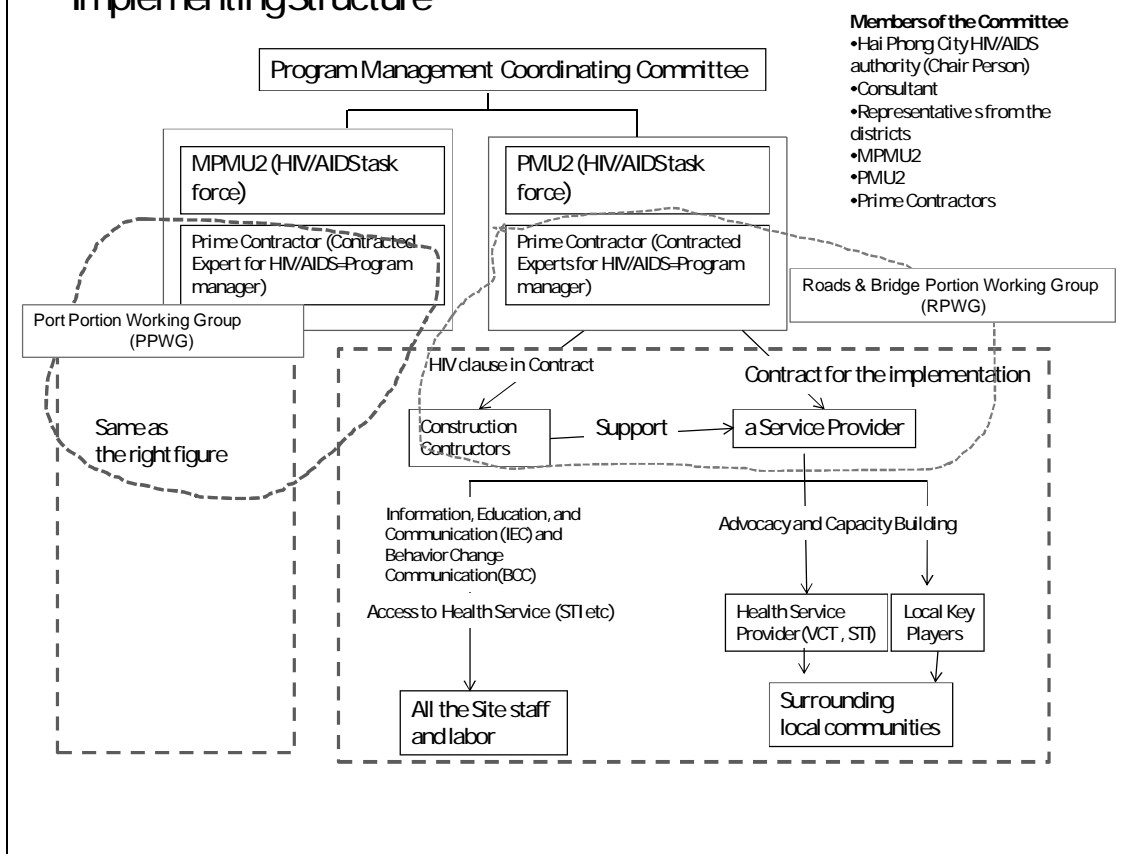 Implementing Structure
Members of the Committee
•Hai Phong City HIV/AIDS
authority (Chair Person)
•Consultant
•Representatives from the
districts
•MPMU2
•PMU2
•Prime Contractors
Program Management Coordinating Committee
MPMU2 (HIV/AIDS task
force)
Prime Contractor (Contracted
Expert for HIV/AIDS=Program
manager)
PMU2 (HIV/AIDS task
force)
Prime Contractor (Contracted
Experts for HIV/AIDS=Program
manager)
Port Portion Working Group
(PPWG)
Roads & Bridge Portion Working Group
(RPWG)
Same as
the right figure
HIV clause in Contract
Contract for the implementation
Construction
Contructors
Support
a Service Provider
Information, Education, and
Communication (IEC) and
Behavior Change
Communication(BCC)
Access to Health Service (STI etc)
Advocacy and Capacity Building
Health Service
Provider(VCT , STI)
Local Key
Players
All the Site staff
and labor
Surrounding
local communities